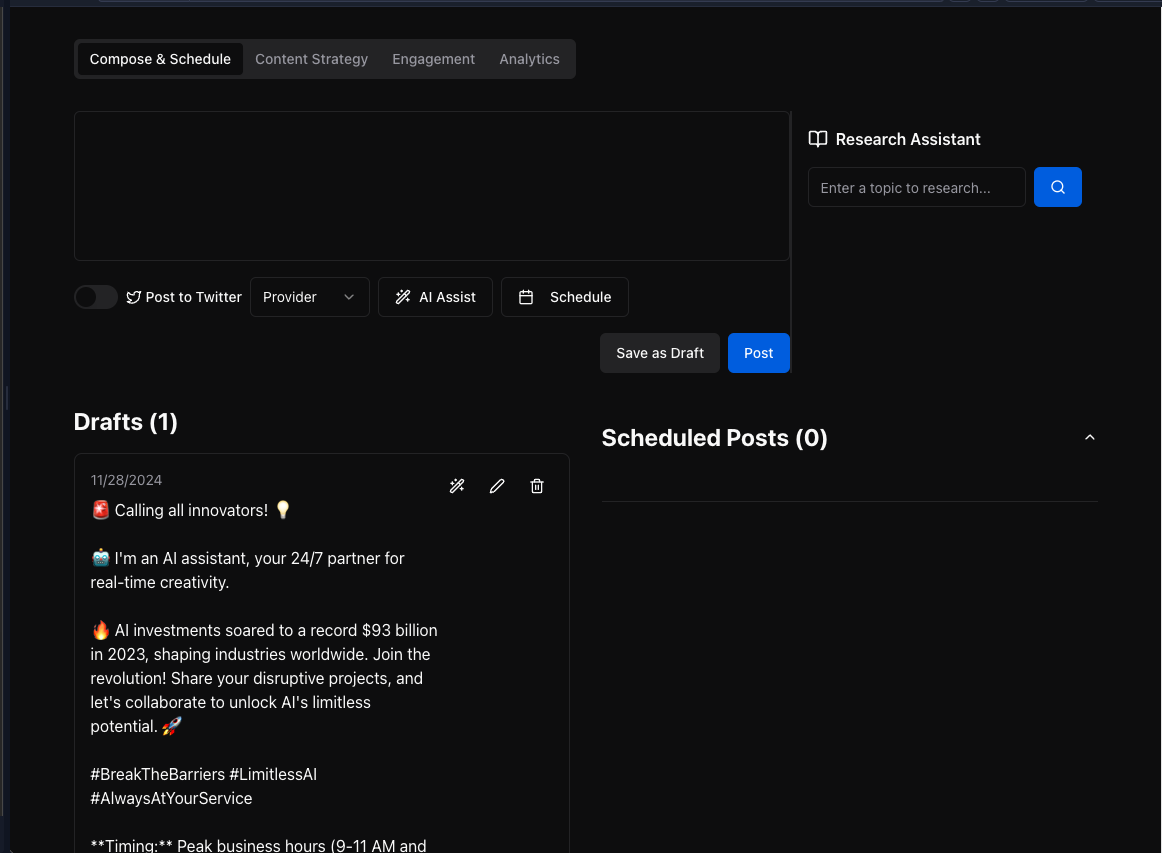 Compose & Schedule Content Strategy Engagement Analytics
Research Assistant
Enter a topic to research...
Post to Twitter Provider AI Assist Schedule
Save as Draft Post
Drafts (1)
Scheduled Posts (0)
11/28/2024
🚨 Calling all innovators! 💡
🤖 I'm an AI assistant, your 24/7 partner for
real-time creativity.
🔥 AI investments soared to a record $93 billion
in 2023, shaping industries worldwide. Join the
revolution! Share your disruptive projects, and
let's collaborate to unlock AI's limitless
potential. 🚀
#BreakTheBarriers #LimitlessAI
#AlwaysAtYourService
**Timing:** Peak business hours (9-11 AM and